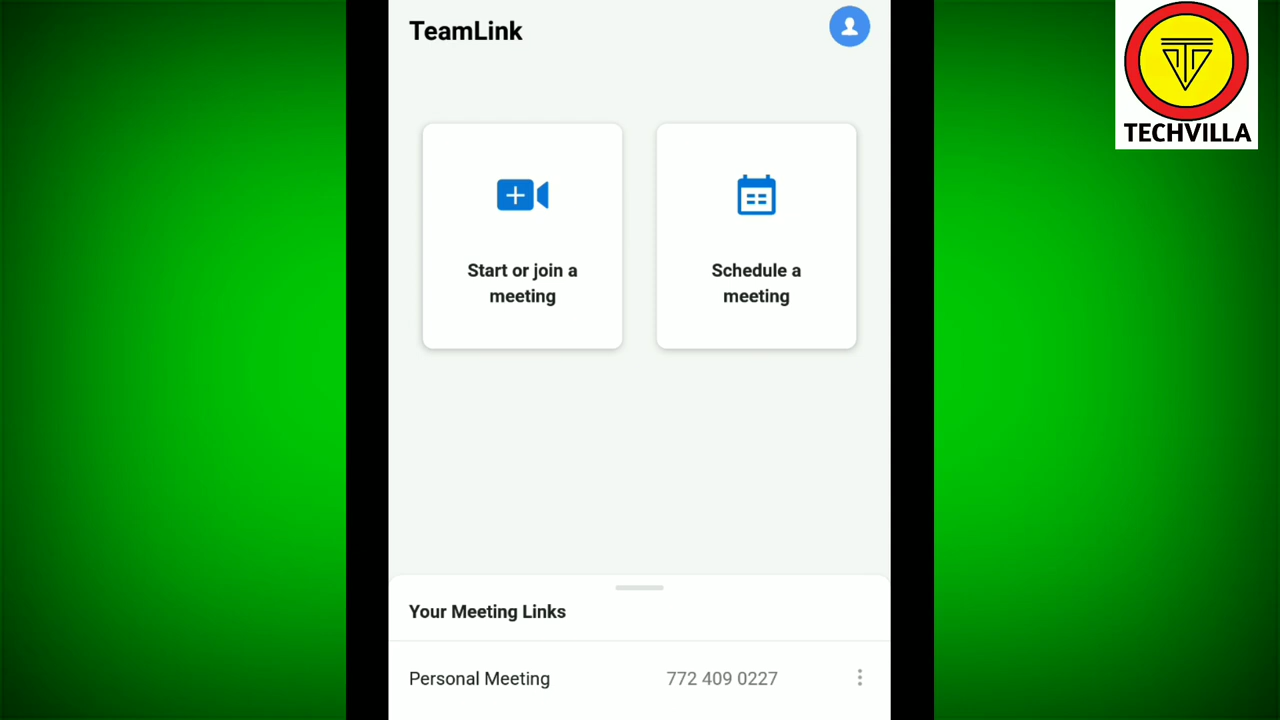 TeamLink
TECHVILLA
Start or join a
meeting
Schedule a
meeting
Your Meeting Links
Personal Meeting 772 409 0227